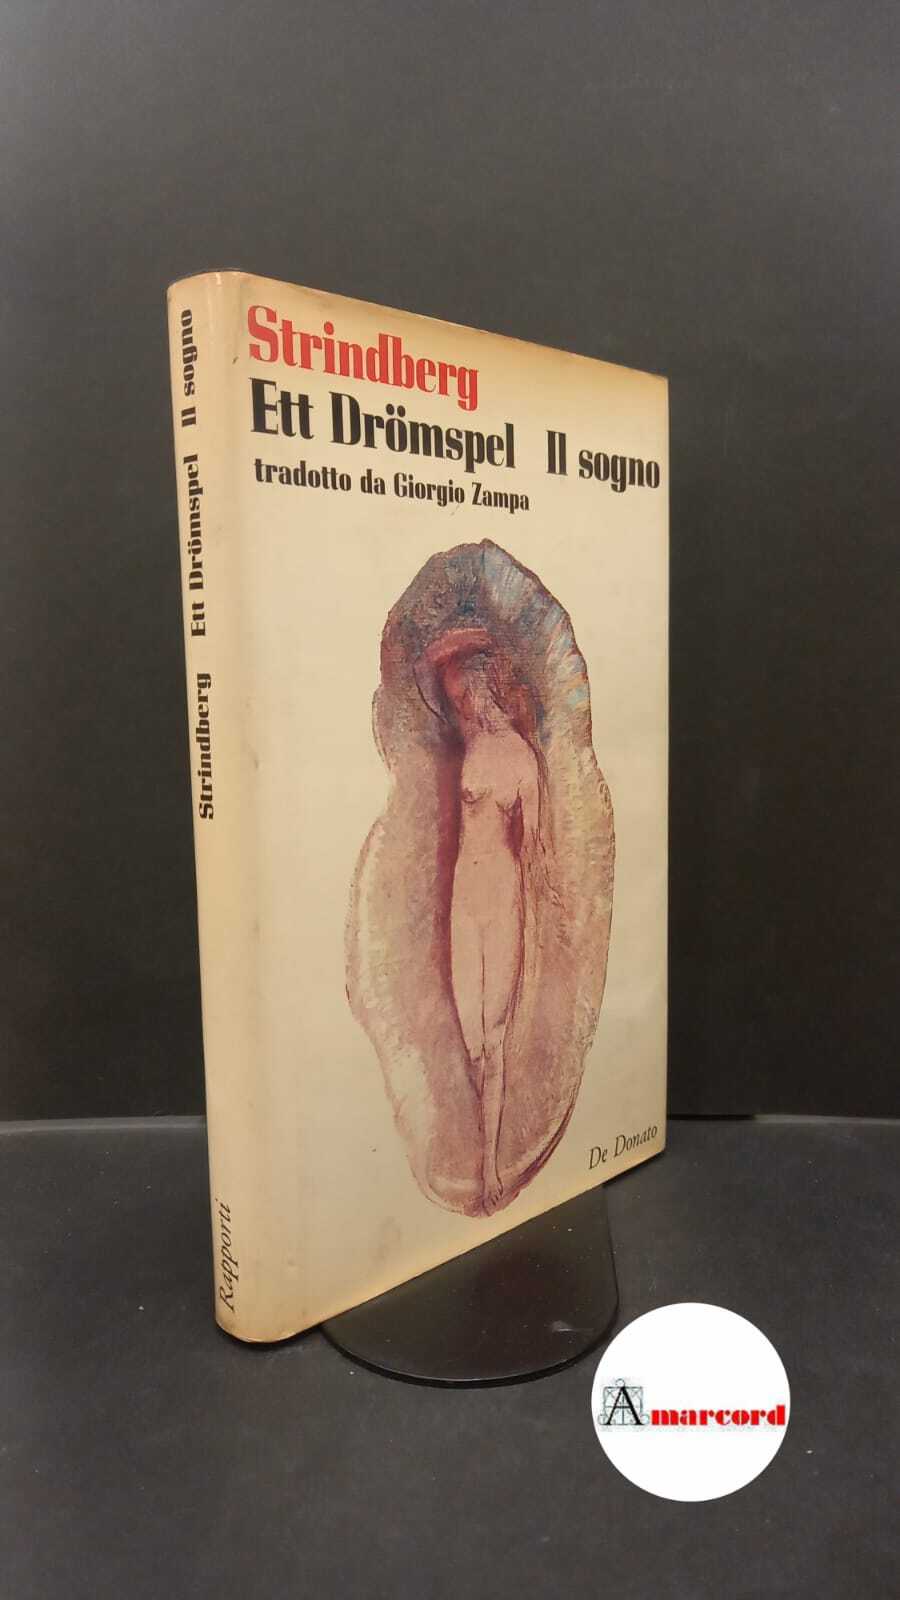 Strindberg
Ett Drömspel Il sogno
tradotto da Giorgio Zampa
De Donato
Strindberg Ett Drömspel Il sogno
Rapporti
Amarcord